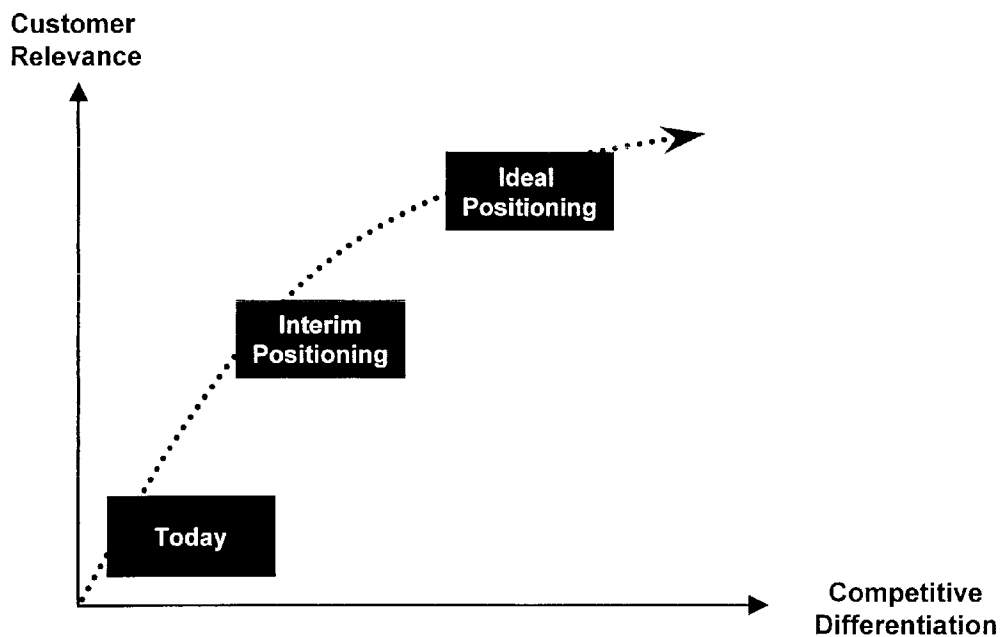 Customer
Relevance
Ideal
Positioning
Interim
Positioning
Today
Competitive
Differentiation